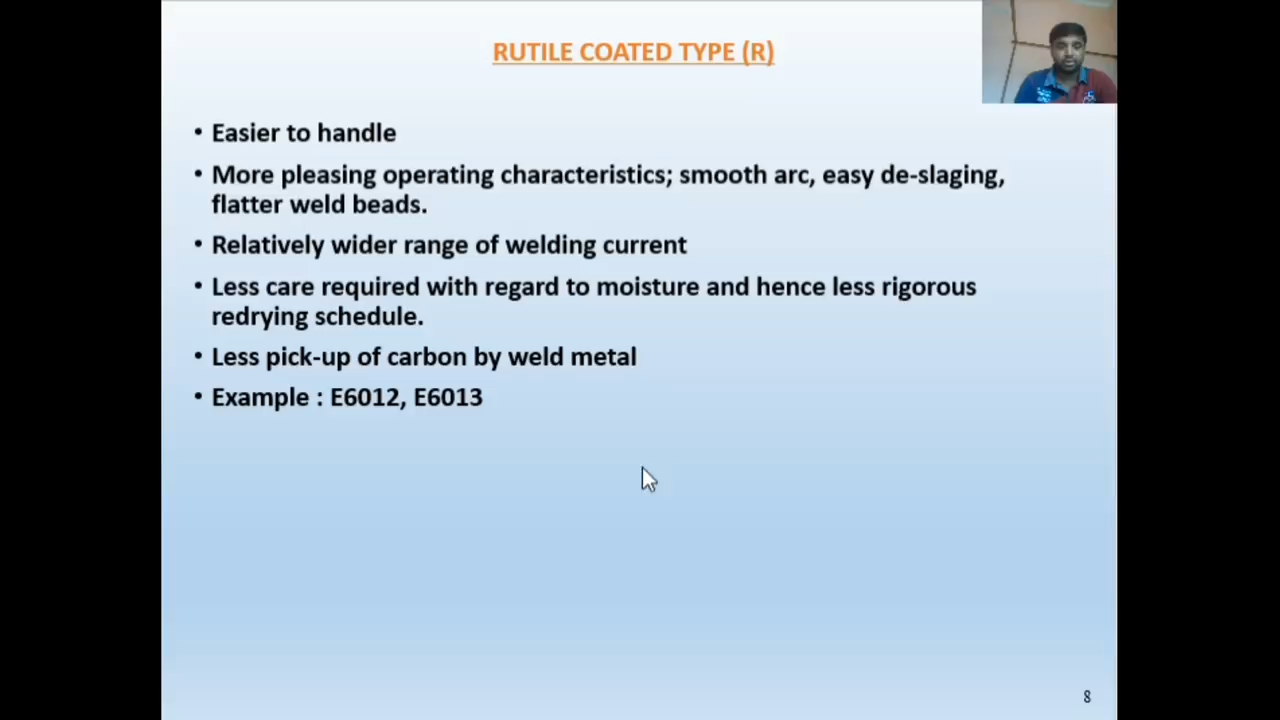 RUTILE COATED TYPE (R)
• Easier to handle
• More pleasing operating characteristics; smooth arc, easy de-slaging,
flatter weld beads.
• Relatively wider range of welding current
• Less care required with regard to moisture and hence less rigorous
redrying schedule.
• Less pick-up of carbon by weld metal
• Example : E6012, E6013
8